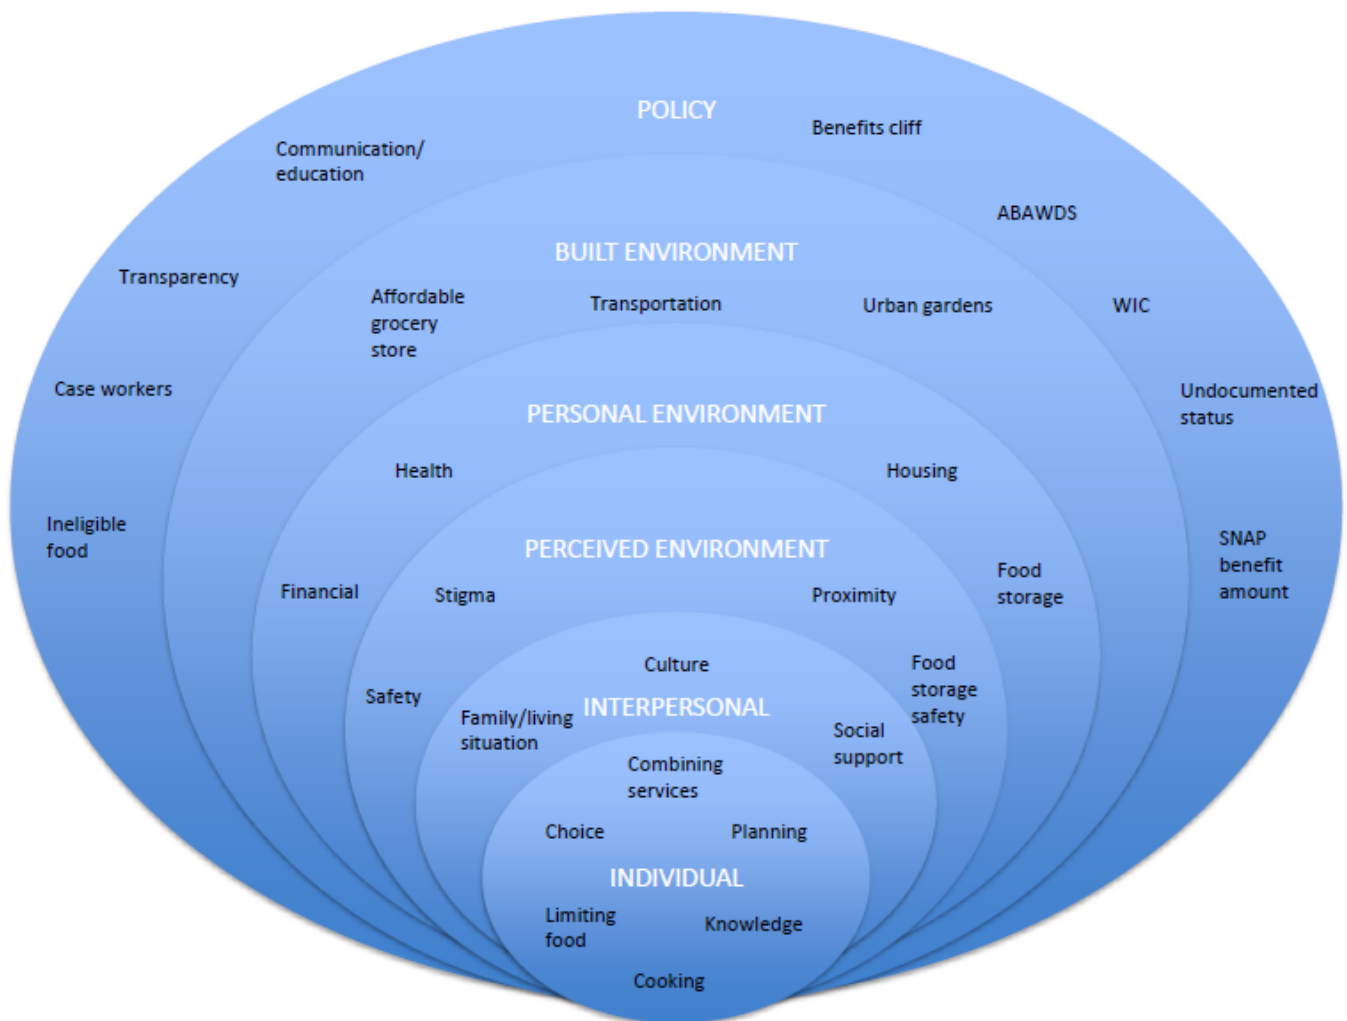 POLICY
Benefits cliff
Communication/
education
ABAWDS
BUILT ENVIRONMENT
Transparency
Affordable
grocery
store
Transportation
Urban gardens
WIC
Case workers
Undocumented
status
PERSONAL ENVIRONMENT
Health
Housing
Ineligible
food
SNAP
benefit
amount
PERCEIVED ENVIRONMENT
Financial
Stigma
Proximity
Food
storage
Culture
Safety
Food
storage
safety
Family/living
situation
INTERPERSONAL
Social
support
Combining
services
Choice
Planning
INDIVIDUAL
Limiting
food
Knowledge
Cooking